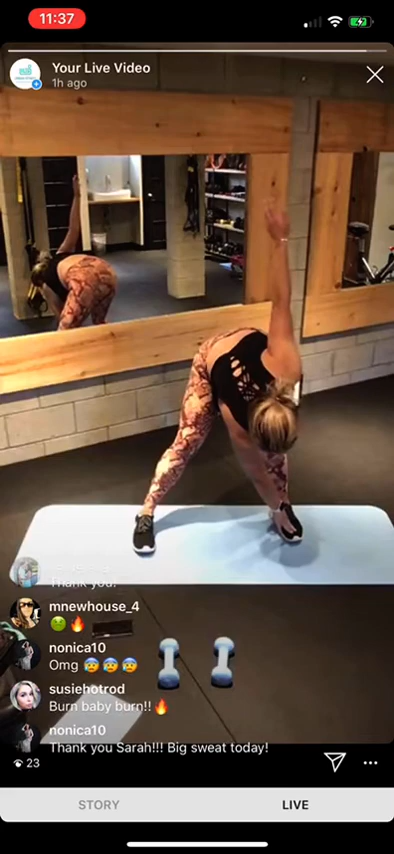 11:37
Your Live Video
1h ago
Thank you!
mnewhouse_4
🤢🔥
nonica10
Omg 😰😰😰
susiehotrod
Burn baby burn!!🔥
nonica10
Thank you Sarah!!! Big sweat today!
23
STORY
LIVE